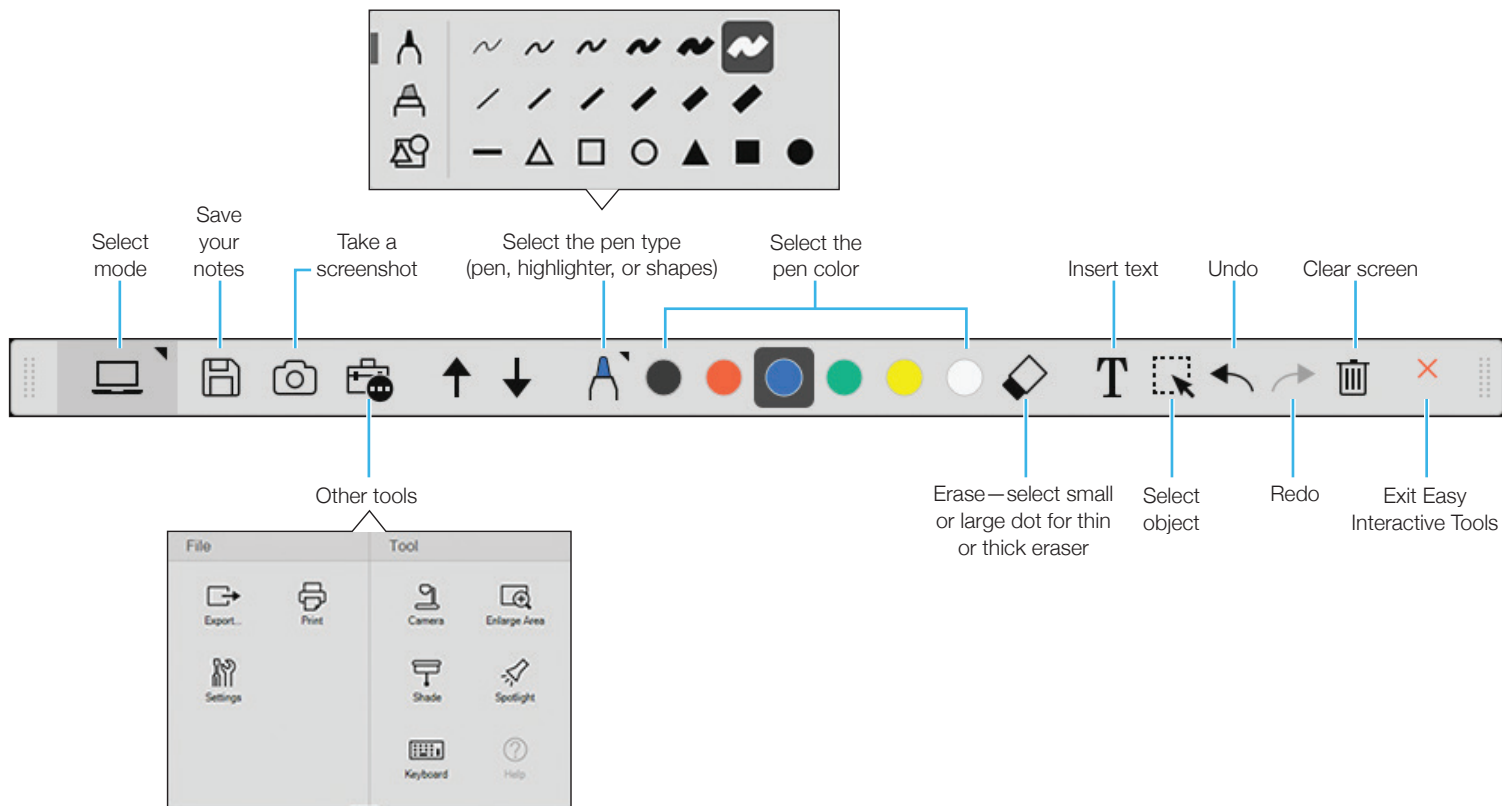 Select
mode
Save
your
notes
Take a
screenshot
Select the pen type
(pen, highlighter, or shapes)
Select the
pen color
Insert text
Undo
Clear screen
T
Other tools
Erase—select small
or large dot for thin
or thick eraser
Select
object
Redo
Exit Easy
Interactive Tools
File
Tool
Export...
Print
Camera
Enlarge Area
Settings
Shade
Spotlight
Keyboard
Help